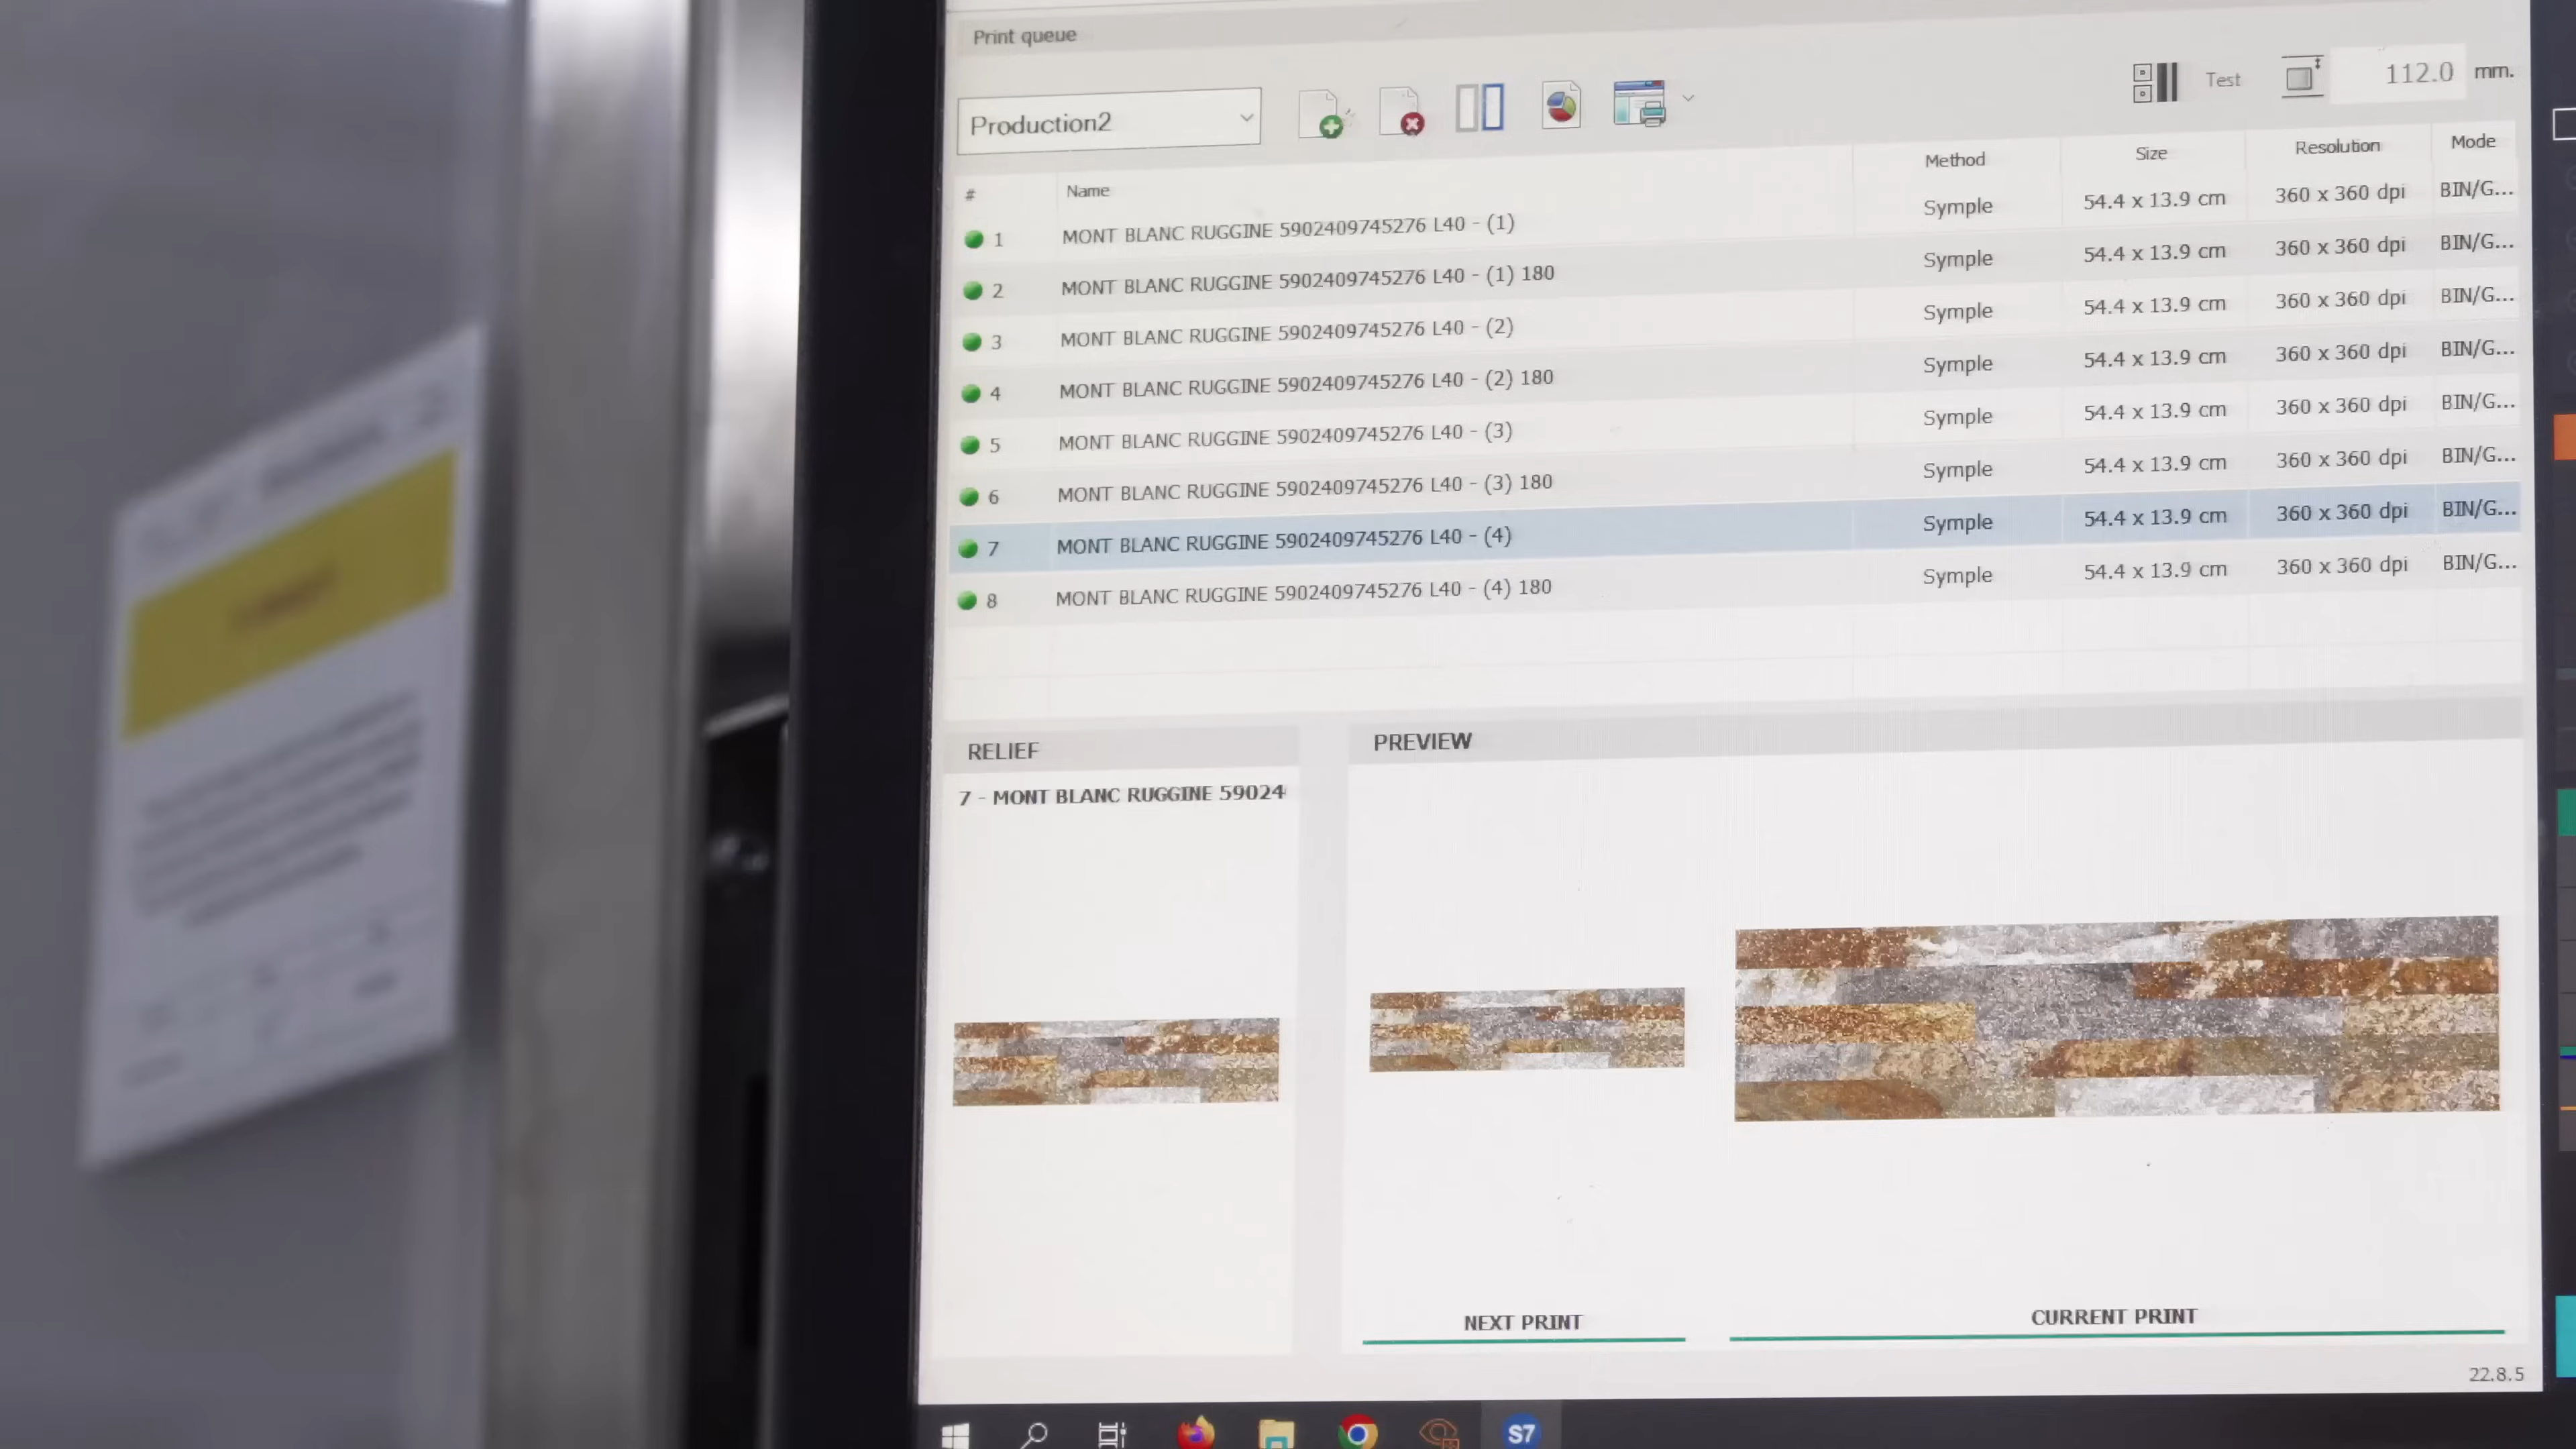 Print queue
Production2
Test
112.0 mm.
# Name Method Size Resolution Mode
1 MONT BLANC RUGGINE 5902409745276 L40 - (1) Symple 54.4 x 13.9 cm 360 x 360 dpi BIN/G...
2 MONT BLANC RUGGINE 5902409745276 L40 - (1) 180 Symple 54.4 x 13.9 cm 360 x 360 dpi BIN/G...
3 MONT BLANC RUGGINE 5902409745276 L40 - (2) Symple 54.4 x 13.9 cm 360 x 360 dpi BIN/G...
4 MONT BLANC RUGGINE 5902409745276 L40 - (2) 180 Symple 54.4 x 13.9 cm 360 x 360 dpi BIN/G...
5 MONT BLANC RUGGINE 5902409745276 L40 - (3) Symple 54.4 x 13.9 cm 360 x 360 dpi BIN/G...
6 MONT BLANC RUGGINE 5902409745276 L40 - (3) 180 Symple 54.4 x 13.9 cm 360 x 360 dpi BIN/G...
7 MONT BLANC RUGGINE 5902409745276 L40 - (4) Symple 54.4 x 13.9 cm 360 x 360 dpi BIN/G...
8 MONT BLANC RUGGINE 5902409745276 L40 - (4) 180 Symple 54.4 x 13.9 cm 360 x 360 dpi BIN/G...
RELIEF
7 - MONT BLANC RUGGINE 59024
PREVIEW
NEXT PRINT
CURRENT PRINT
22.8.5
S7